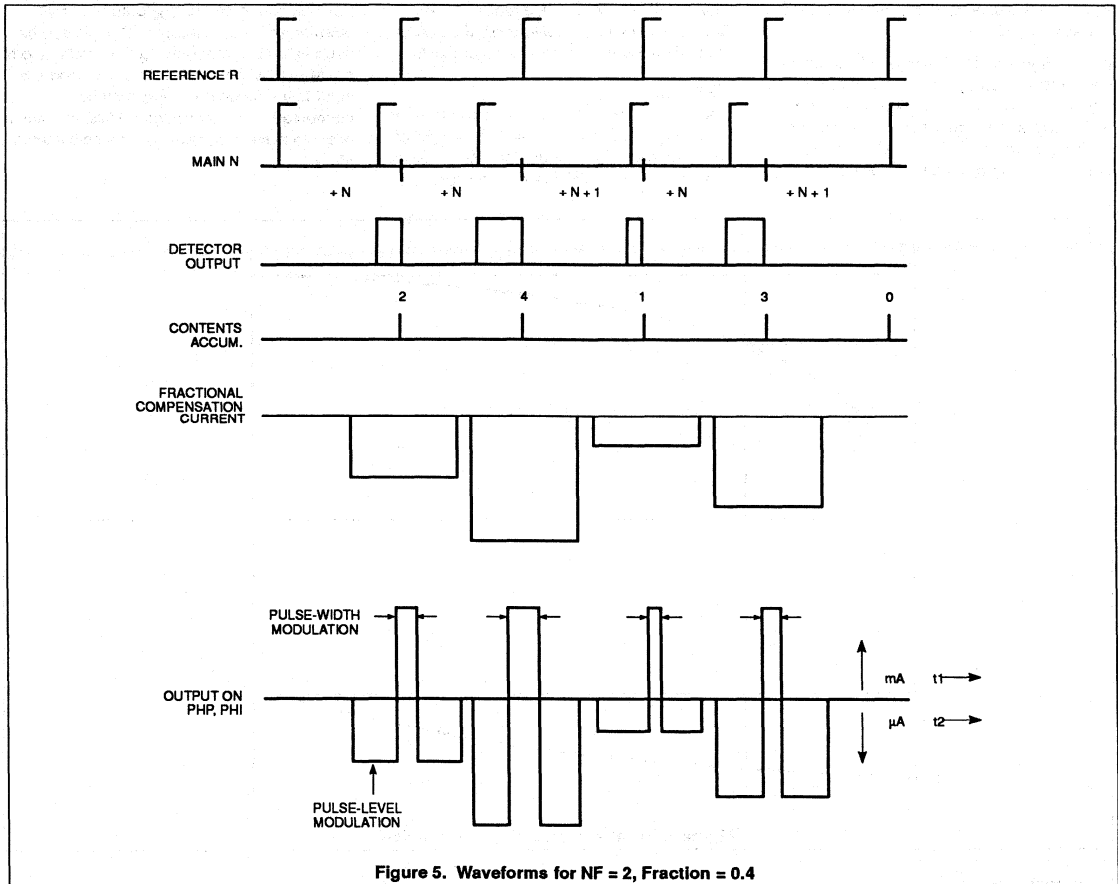 REFERENCE R
MAIN N
+ N
+ N
+ N + 1
+ N
+ N + 1
DETECTOR
OUTPUT
2
4
1
3
0
CONTENTS
ACCUM.
FRACTIONAL
COMPENSATION
CURRENT
PULSE-WIDTH
MODULATION
OUTPUT ON
PHP, PHI
mA
t1
µA
t2
PULSE-LEVEL
MODULATION
Figure 5. Waveforms for NF = 2, Fraction = 0.4